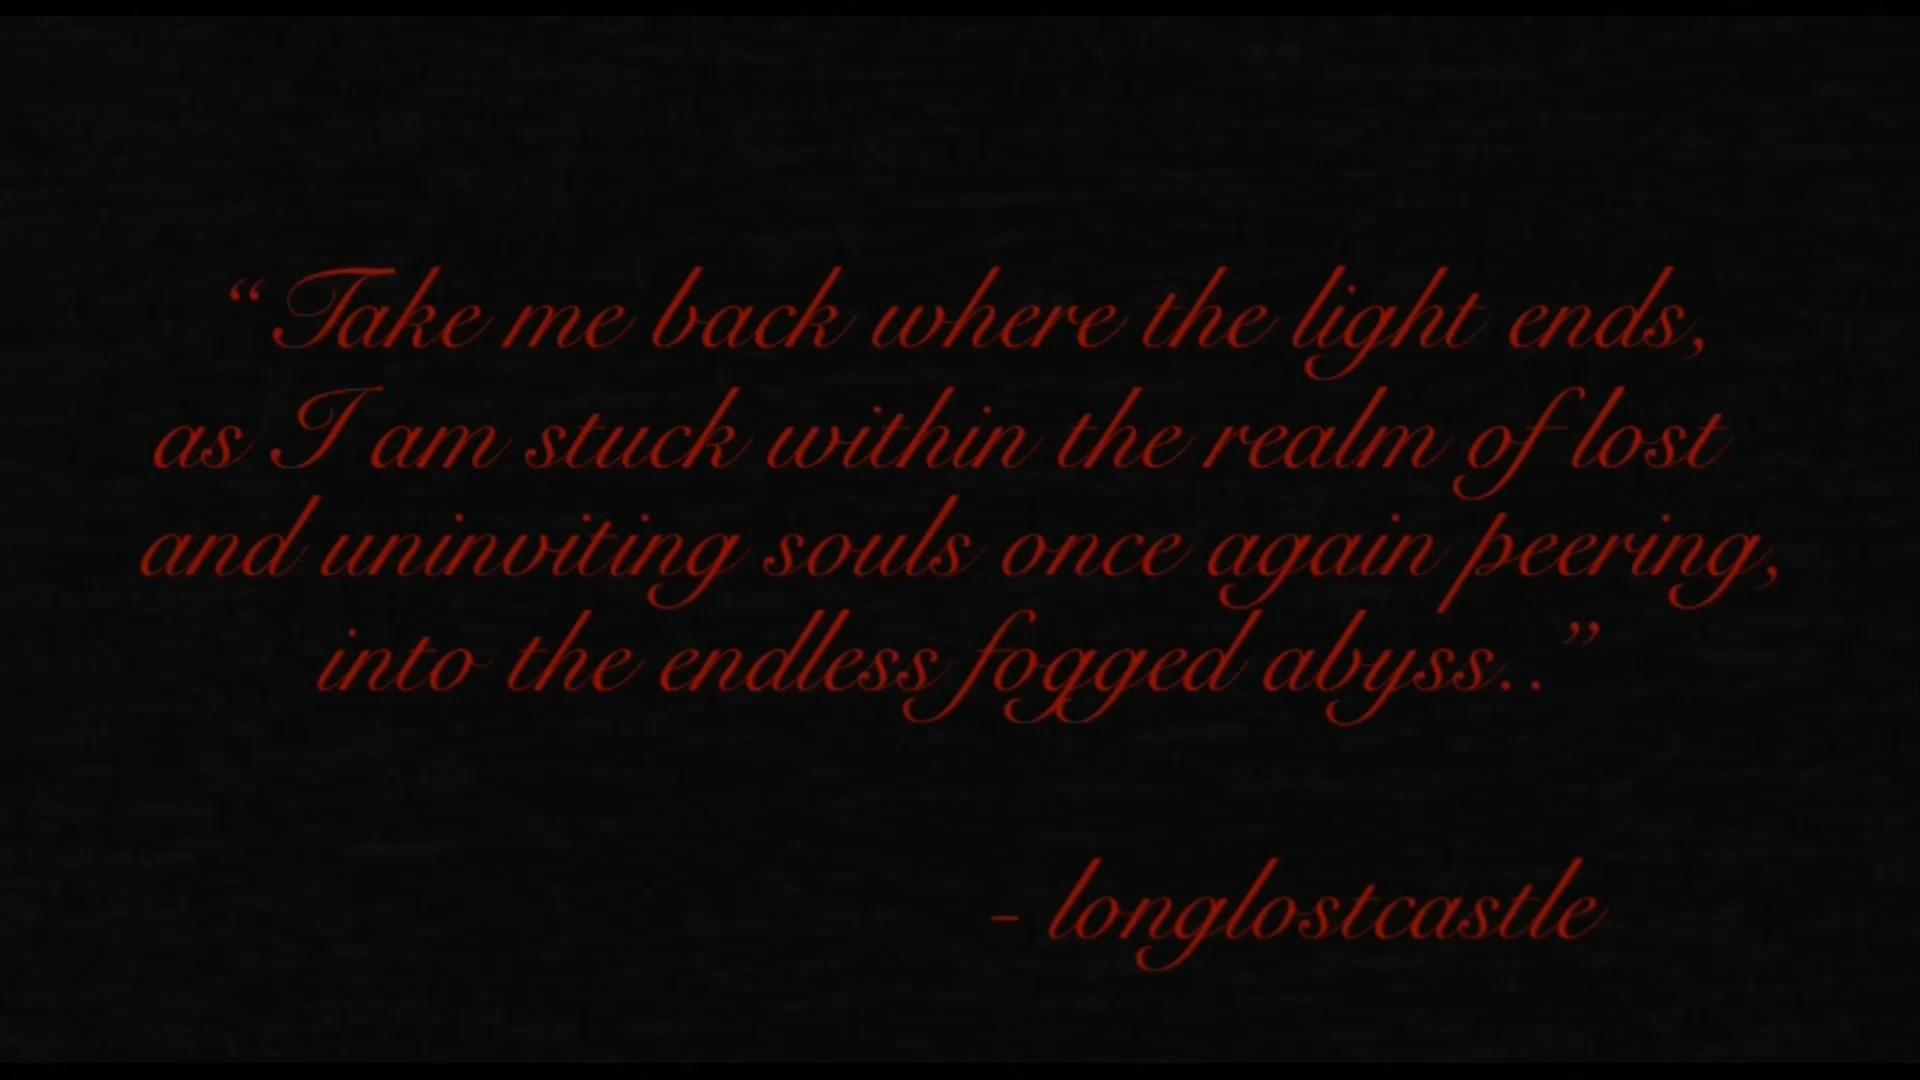 “Take me back where the light ends,
as I am stuck within the realm of lost
and uninviting souls once again peering,
into the endless fogged abyss..”
- longlostcastle